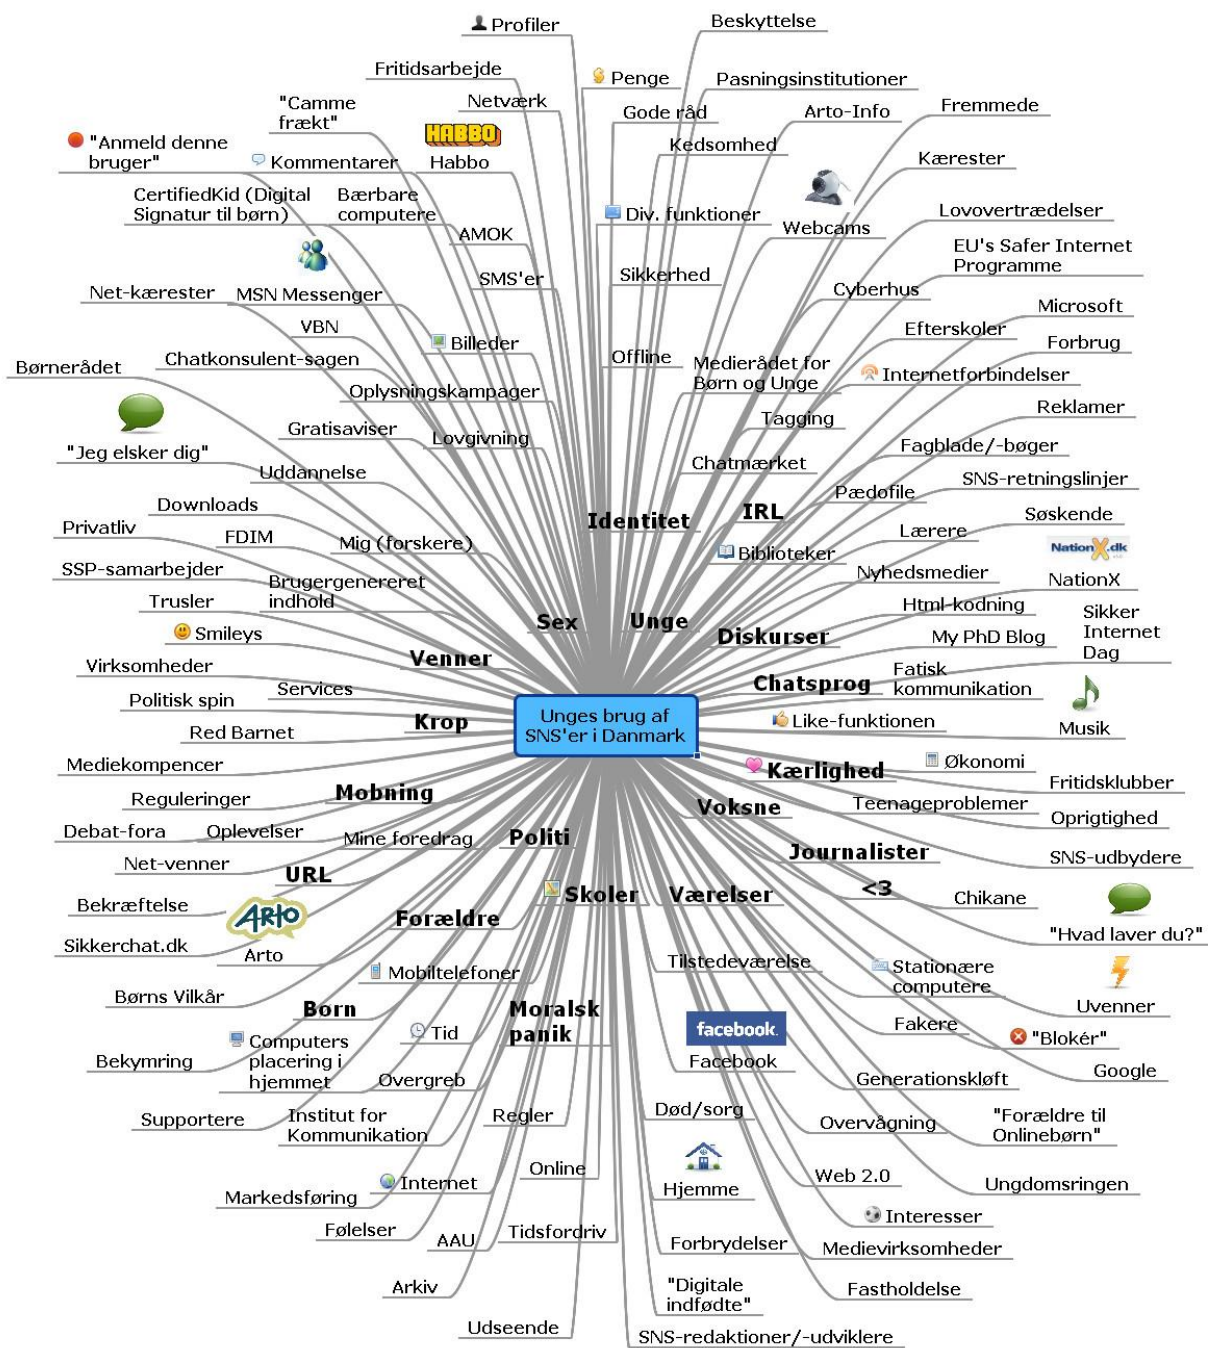 Profiler
Beskyttelse
Fritidsarbejde
Penge
Pasningsinstitutioner
"Camme
frækt"
Netværk
Gode råd
Arto-Info
Fremmede
"Anmeld denne
bruger"
Kommentarer
HABBO
Habbo
Kedsomhed
Kærester
CertifiedKid (Digital
Signatur til børn)
Bærbare
computere
AMOK
Div. funktioner
Webcams
Lovovertrædelser
EU's Safer Internet
Programme
Net-kærester
MSN Messenger
SMS'er
Sikkerhed
Cyberhus
Microsoft
VBN
Billeder
Efterskoler
Forbrug
Børnerådet
Chatkonsulent-sagen
Offline
Medierådet for
Børn og Unge
Internetforbindelser
Oplysningskampager
Tagging
Reklamer
"Jeg elsker dig"
Gratisaviser
Lovgivning
Chatmærket
Fagblade/-bøger
Uddannelse
Pædofile
SNS-retningslinjer
Downloads
Identitet
IRL
Søskende
Privatliv
FDIM
Mig (forskere)
Biblioteker
Lærere
NationX.dk
NationX
SSP-samarbejder
Brugergenereret
indhold
Nyhedsmedier
Trusler
Html-kodning
Sikker
Internet
Dag
Smileys
Sex
Unge
Diskurser
My PhD Blog
Virksomheder
Venner
Chatsprog
Fatisk
kommunikation
Politisk spin
Services
Krop
Unges brug af
SNS'er i Danmark
Like-funktionen
Musik
Red Barnet
Mediekompencer
Kærlighed
Økonomi
Fritidsklubber
Reguleringer
Mobning
Voksne
Teenageproblemer
Oprigtighed
Debat-fora
Oplevelser
Mine foredrag
Politi
Journalister
SNS-udbydere
Net-venner
URL
Skoler
Værelser
<3
Chikane
Bekræftelse
ARTO
Arto
Forældre
"Hvad laver du?"
Sikkerchat.dk
Mobiltelefoner
Tilstedeværelse
Stationære
computere
Uvenner
Børns Vilkår
Børn
Moralsk
panik
Tid
facebook
Facebook
Fakere
"Blokér"
Bekymring
Computers
placering i
hjemmet
Overgreb
Generationskløft
Google
Supportere
Institut for
Kommunikation
Regler
Død/sorg
Overvågning
"Forældre til
Onlinebørn"
Markedsføring
Internet
Online
Hjemme
Web 2.0
Ungdomsringen
Følelser
AAU
Tidsfordriv
Forbrydelser
Interesser
Medievirksomheder
Arkiv
"Digitale
indfødte"
Fastholdelse
Udseende
SNS-redaktioner/-udviklere